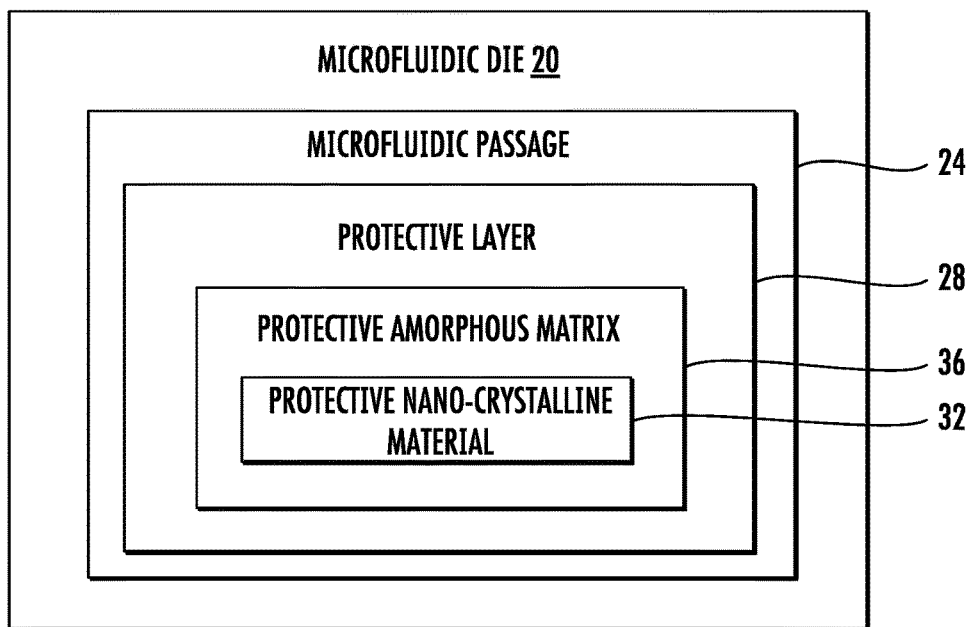 MICROFLUIDIC DIE 20
MICROFLUIDIC PASSAGE
24
PROTECTIVE LAYER
28
PROTECTIVE AMORPHOUS MATRIX
36
PROTECTIVE NANO-CRYSTALLINE
MATERIAL
32